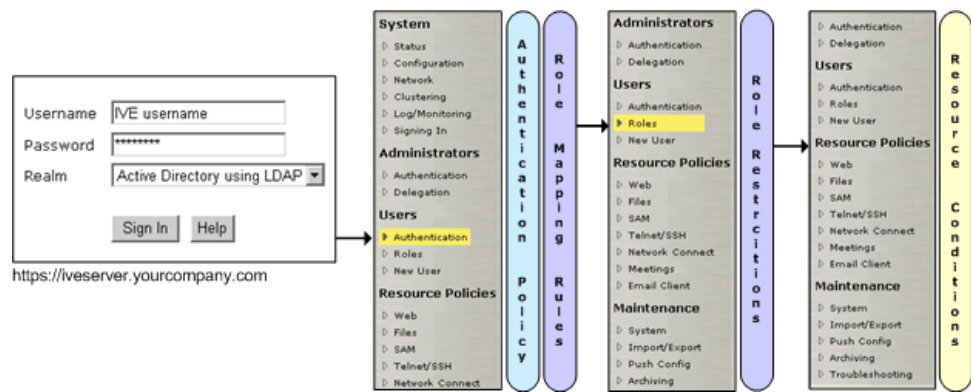 Username IVE username
Password ********
Realm Active Directory using LDAP
Sign In Help
https://iveserver.yourcompany.com
System
Status
Configuration
Network
Clustering
Log/Monitoring
Signing In
Administrators
Authentication
Delegation
Users
Authentication
Roles
New User
Resource Policies
Web
Files
SAM
Telnet/SSH
Network Connect
Authentication Policy
Role Mapping Rules
Administrators
Authentication
Delegation
Users
Authentication
Roles
New User
Resource Policies
Web
Files
SAM
Telnet/SSH
Network Connect
Meetings
Email Client
Maintenance
System
Import/Export
Push Config
Archiving
Role Restrcitions
Authentication
Delegation
Users
Authentication
Roles
New User
Resource Policies
Web
Files
SAM
Telnet/SSH
Network Connect
Meetings
Email Client
Maintenance
System
Import/Export
Push Config
Archiving
Troubleshooting
Resource Conditions